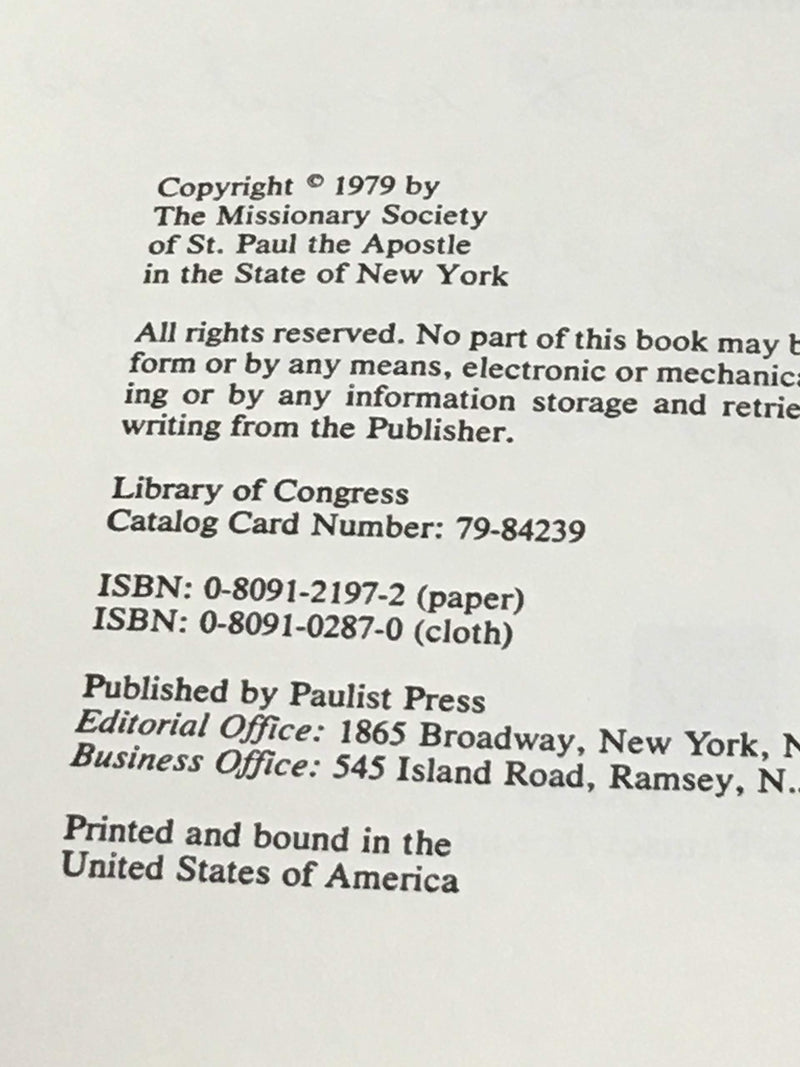 Copyright © 1979 by
The Missionary Society
of St. Paul the Apostle
in the State of New York
All rights reserved. No part of this book may
form or by any means, electronic or
ing or by any information storage and
writing from the Publisher.
Library of Congress
Catalog Card Number: 79-84239
ISBN: 0-8091-2197-2 (paper)
ISBN: 0-8091-0287-0 (cloth)
Published by Paulist Press
Editorial Office: 1865 Broadway, New York,
Business Office: 545 Island Road, Ramsey,
Printed and bound in the
United States of America